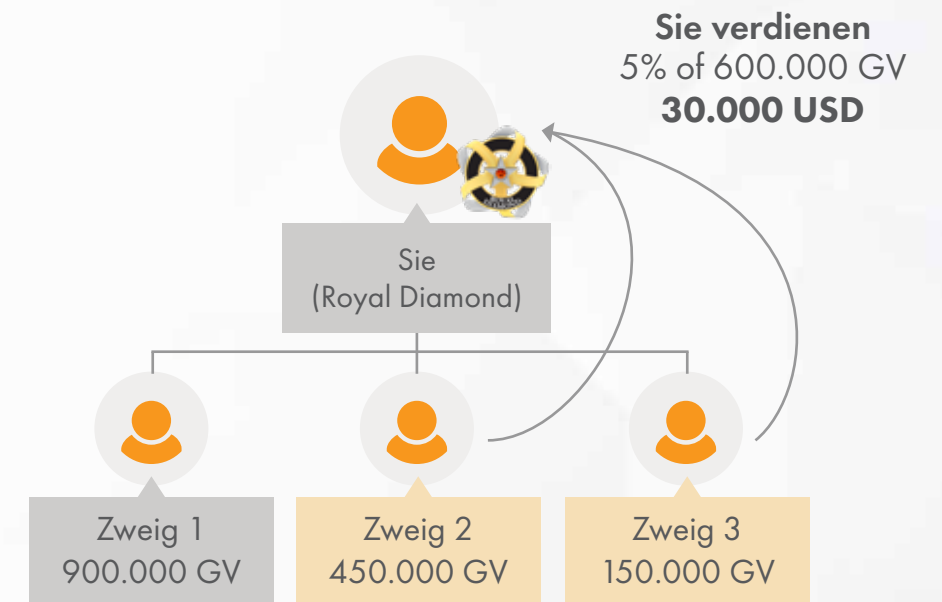 Sie verdienen
5% of 600.000 GV
30.000 USD
Sie
(Royal Diamond)
Zweig 1
900.000 GV
Zweig 2
450.000 GV
Zweig 3
150.000 GV